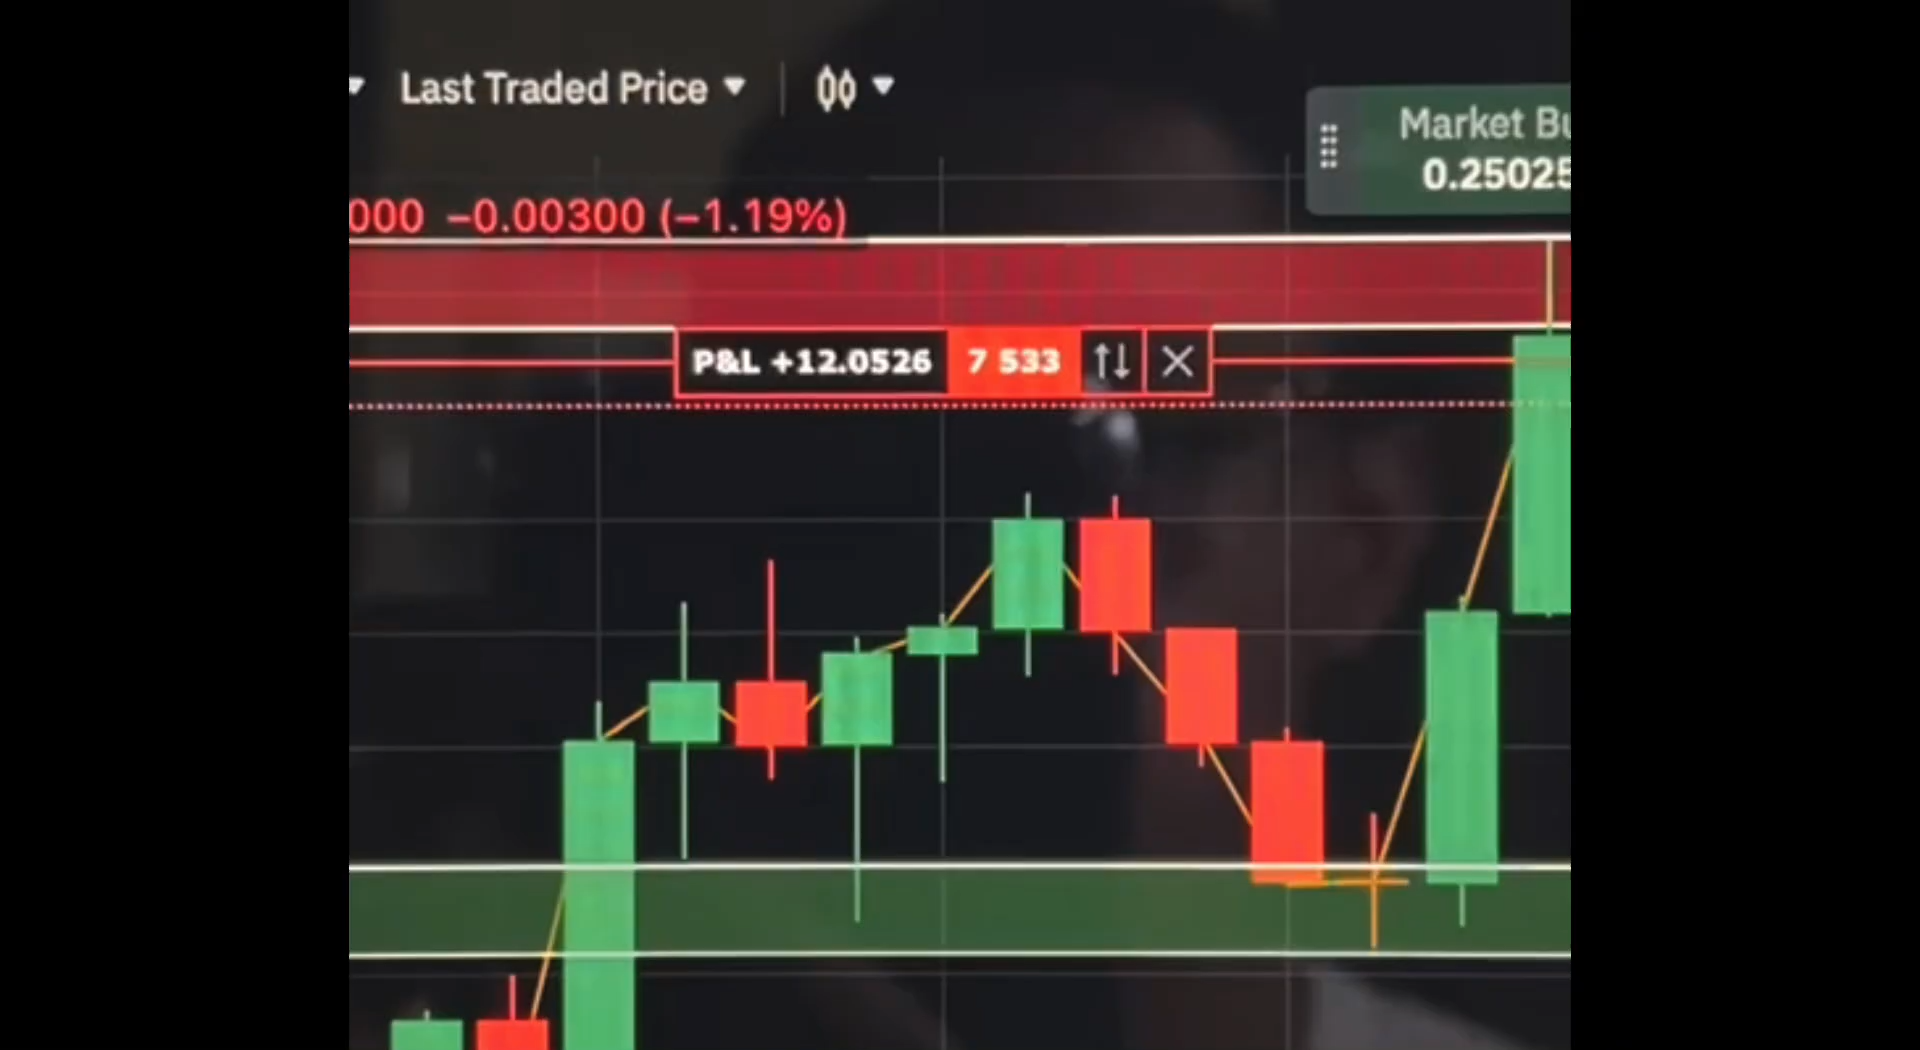 Last Traded Price
Market Bu
0.25025
000 −0.00300 (−1.19%)
P&L +12.0526 7 533